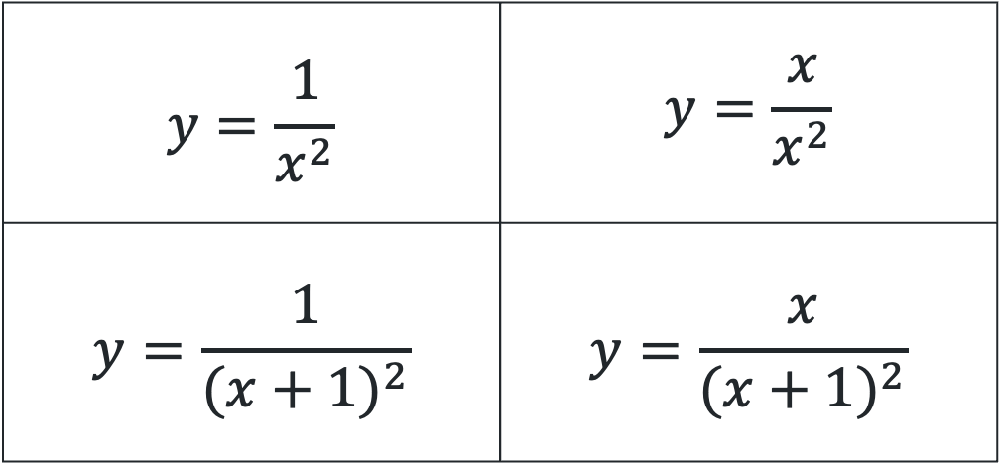 y = 1/x²
y = x/x²
y = 1/(x + 1)²
y = x/(x + 1)²